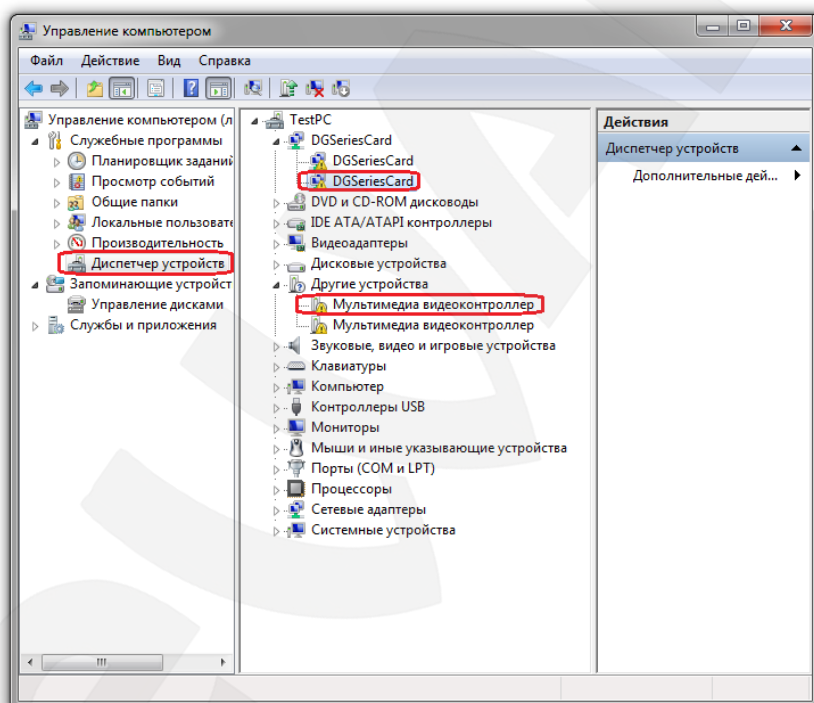 Управление компьютером
Файл Действие Вид Справка
Управление компьютером (л
Служебные программы
Планировщик заданий
Просмотр событий
Общие папки
Локальные пользовате
Производительность
Диспетчер устройств
Запоминающие устройст
Управление дисками
Службы и приложения
TestPC
DGSeriesCard
DGSeriesCard
DGSeriesCard
DVD и CD-ROM дисководы
IDE ATA/ATAPI контроллеры
Видеоадаптеры
Дисковые устройства
Другие устройства
Мультимедиа видеоконтроллер
Мультимедиа видеоконтроллер
Звуковые, видео и игровые устройства
Клавиатуры
Компьютер
Контроллеры USB
Мониторы
Мыши и иные указывающие устройства
Порты (COM и LPT)
Процессоры
Сетевые адаптеры
Системные устройства
Действия
Диспетчер устройств
Дополнительные дей...